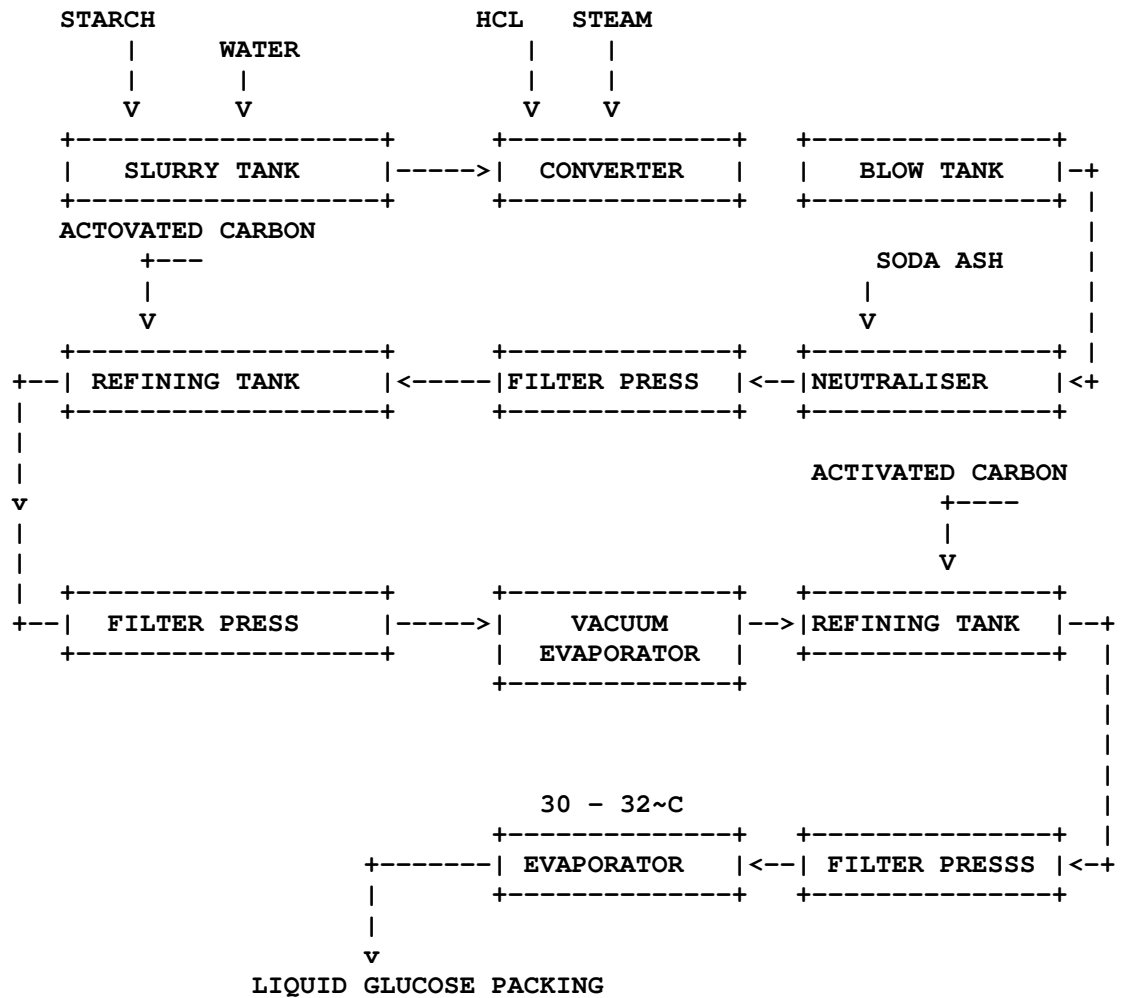 STARCH HCL STEAM
WATER
SLURRY TANK CONVERTER BLOW TANK
ACTOVATED CARBON
SODA ASH
REFINING TANK FILTER PRESS NEUTRALISER
ACTIVATED CARBON
FILTER PRESS VACUUM REFINING TANK
EVAPORATOR
30 - 32~C
EVAPORATOR FILTER PRESSS
LIQUID GLUCOSE PACKING